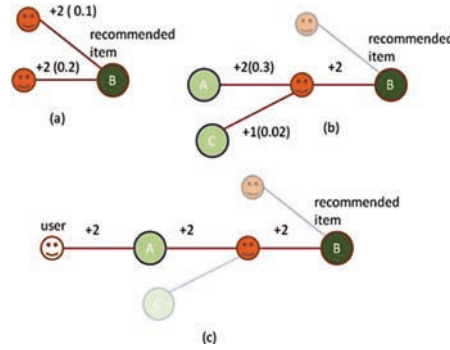 +2 ( 0.1)
recommended
item
+2 (0.2)
B
(a)
recommended
item
A
+2(0.3)
+2
B
C
+1(0.02)
(b)
user
+2
A
+2
+2
recommended
item
B
C
(c)